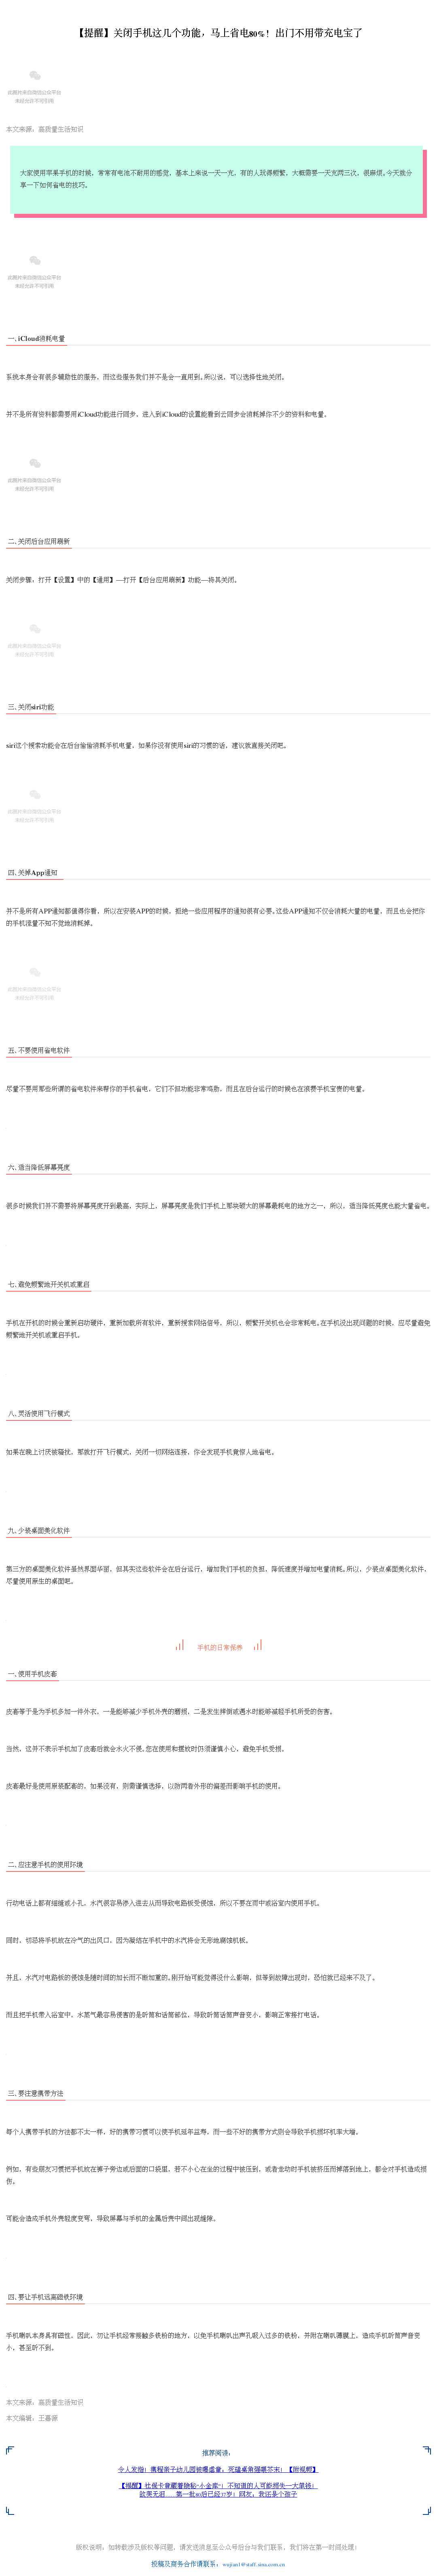 【提醒】关闭手机这几个功能，马上省电80%！出门不用带充电宝了
此图片来自微信公众平台
未经允许不可引用
本文来源：高质量生活知识
大家使用苹果手机的时候，常常有电池不耐用的感觉，基本上来说一天一充，有的人玩得频繁，大概需要一天充两三次，很麻烦。今天就分
享一下如何省电的技巧。
此图片来自微信公众平台
未经允许不可引用
一、iCloud消耗电量
系统本身会有很多辅助性的服务，而这些服务我们并不是会一直用到。所以说，可以选择性地关闭。
并不是所有资料都需要用iCloud功能进行同步，进入到iCloud的设置能看到云同步会消耗掉你不少的资料和电量。
此图片来自微信公众平台
未经允许不可引用
二、关闭后台应用刷新
关闭步骤：打开【设置】中的【通用】—打开【后台应用刷新】功能—将其关闭。
此图片来自微信公众平台
未经允许不可引用
三、关闭siri功能
siri这个搜索功能会在后台偷偷消耗手机电量，如果你没有使用siri的习惯的话，建议就直接关闭吧。
此图片来自微信公众平台
未经允许不可引用
四、关掉App通知
并不是所有APP通知都值得你看，所以在安装APP的时候，拒绝一些应用程序的通知很有必要。这些APP通知不仅会消耗大量的电量，而且也会把你
的手机流量不知不觉地消耗掉。
此图片来自微信公众平台
未经允许不可引用
五、不要使用省电软件
尽量不要用那些所谓的省电软件来帮你的手机省电，它们不但功能非常鸡肋，而且在后台运行的时候也在浪费手机宝贵的电量。
六、适当降低屏幕亮度
很多时候我们并不需要将屏幕亮度开到最高，实际上，屏幕亮度是我们手机上那块硕大的屏幕最耗电的地方之一，所以，适当降低亮度也能大量省电。
七、避免频繁地开关机或重启
手机在开机的时候会重新启动硬件，重新加载所有软件，重新搜索网络信号，所以，频繁开关机也会非常耗电。在手机没出现问题的时候，应尽量避免
频繁地开关机或重启手机。
八、灵活使用飞行模式
如果在晚上讨厌被骚扰，那就打开飞行模式，关闭一切网络连接，你会发现手机竟惊人地省电。
九、少装桌面美化软件
第三方的桌面美化软件虽然界面华丽，但其实这些软件会在后台运行，增加我们手机的负担，降低速度并增加电量消耗。所以，少装点桌面美化软件，
尽量使用原生的桌面吧。
手机的日常保养
一、使用手机皮套
皮套等于是为手机多加一件外衣，一是能够减少手机外壳的磨损，二是发生摔倒或遇水时能够减轻手机所受的伤害。
当然，这并不表示手机加了皮套后就会水火不侵。您在使用和摆放时仍须谨慎小心，避免手机受损。
皮套最好是使用原装配套的，如果没有，则需谨慎选择，以防因着外形的偏差而影响手机的使用。
二、应注意手机的使用环境
行动电话上都有缝缝或小孔，水汽很容易渗入进去从而导致电路板受侵蚀，所以不要在雨中或浴室内使用手机。
同时，切忌将手机放在冷气的出风口，因为凝结在手机中的水汽将会无形地腐蚀机板。
并且，水汽对电路板的侵蚀是随时间的加长而不断加重的。刚开始可能觉得没什么影响，但等到故障出现时，恐怕就已经来不及了。
而且把手机带入浴室中，水蒸气最容易侵害的是听筒和话筒部位，导致听筒话筒声音变小，影响正常接打电话。
三、要注意携带方法
每个人携带手机的方法都不太一样，好的携带习惯可以使手机延年益寿，而一些不好的携带方式则会导致手机损坏机率大增。
例如，有些朋友习惯把手机放在裤子旁边或后面的口袋里，若不小心在坐的过程中被压到，或者走动时手机被挤压而掉落到地上，都会对手机造成损
伤。
可能会造成手机外壳轻度变弯，导致屏幕与手机的金属后壳中间出现缝隙。
四、要让手机远离磁铁环境
手机喇叭本身具有磁性，因此，勿让手机经常接触多铁粉的地方，以免手机喇叭出声孔吸入过多的铁粉，并附在喇叭薄膜上，造成手机听筒声音变
小，甚至听不到。
本文来源：高质量生活知识
本文编辑：王嘉源
推荐阅读：
令人发指！携程亲子幼儿园被曝虐童，死磕桌角强喂芥末！【附视频】
【提醒】社保卡竟藏着隐秘“小金库”！不知道的人可能损失一大笔钱！
欲哭无泪......第一批80后已经37岁！网友：我还是个孩子
版权说明：如转载涉及版权等问题，请发送消息至公众号后台与我们联系，我们将在第一时间处理！
投稿及商务合作请联系：wujian1@staff.sina.com.cn